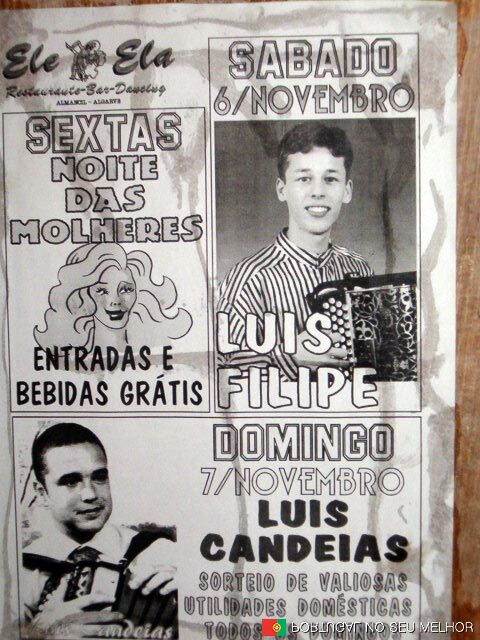 Ele Ela
Restaurante-Bar-Dancing
ALMANCIL - ALGARVE
SEXTAS
NOITE
DAS
MOLHERES
ENTRADAS E
BEBIDAS GRÁTIS
SABADO
6/NOVEMBRO
LUIS
FILIPE
DOMINGO
7/NOVEMBRO
LUIS
CANDEIAS
SORTEIO DE VALIOSAS
UTILIDADES DOMÉSTICAS
TODOS
Candeias
PORTUGAL NO SEU MELHOR